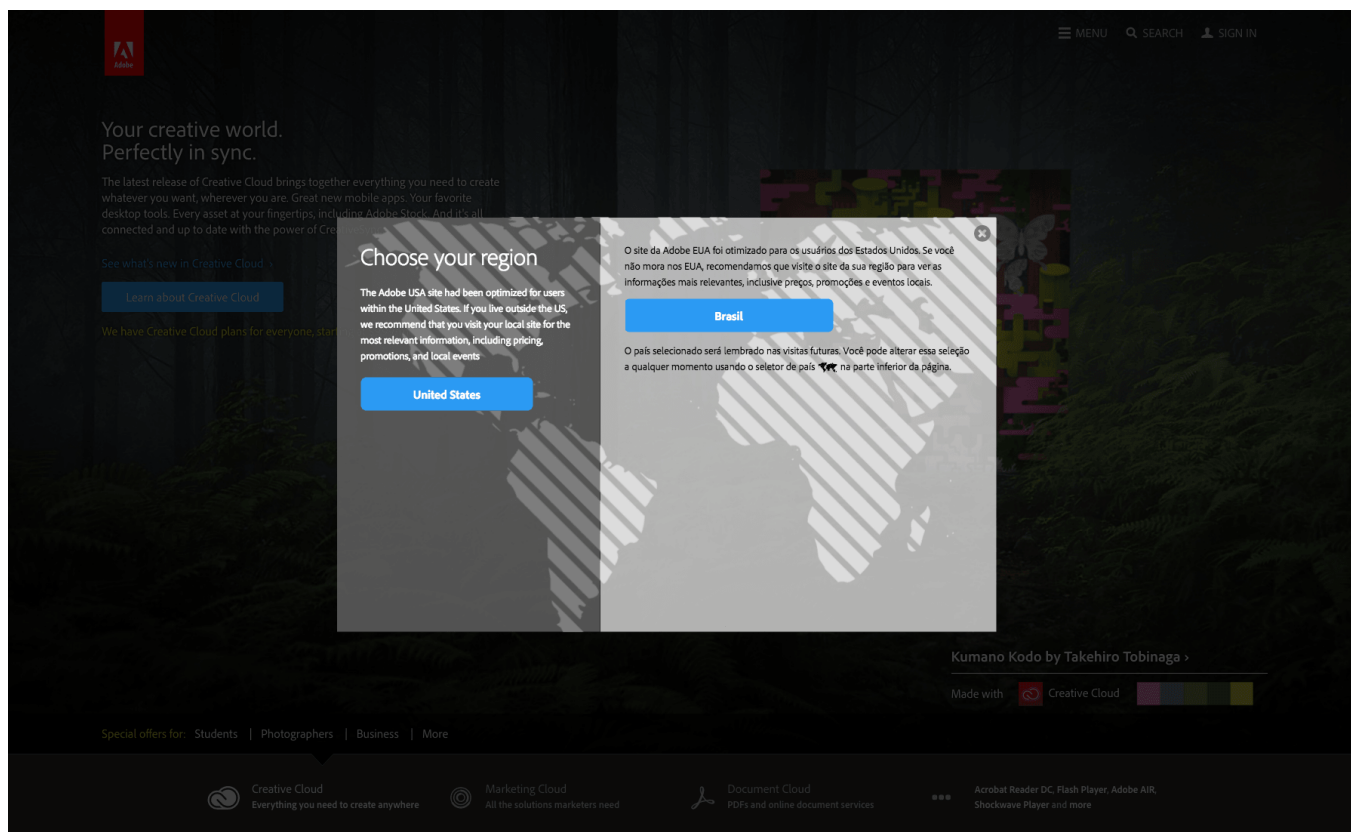 Adobe
MENU
SEARCH
SIGN IN
Your creative world.
Perfectly in sync.
The latest release of Creative Cloud brings together everything you need to create
whatever you want, wherever you are. Great new mobile apps. Your favorite
desktop tools. Every asset at your fingertips, including Adobe Stock. And it's all
connected and up to date with the power of
See what's new in Creative Cloud ›
Learn about Creative Cloud
We have Creative Cloud plans for everyone,
Choose your region
The Adobe USA site had been optimized for users
within the United States. If you live outside the US,
we recommend that you visit your local site for the
most relevant information, including pricing,
promotions, and local events
United States
O site da Adobe EUA foi otimizado para os usuários dos Estados Unidos. Se você
não mora nos EUA, recomendamos que visite o site da sua região para ver as
informações mais relevantes, inclusive preços, promoções e eventos locais.
Brasil
O país selecionado será lembrado nas visitas futuras. Você pode alterar essa seleção
a qualquer momento usando o seletor de país na parte inferior da página.
Kumano Kodo by Takehiro Tobinaga ›
Made with Creative Cloud
Special offers for: Students | Photographers | Business | More
Creative Cloud
Everything you need to create anywhere
Marketing Cloud
All the solutions marketers need
Document Cloud
PDFs and online document services
Acrobat Reader DC, Flash Player, Adobe AIR,
Shockwave Player and more